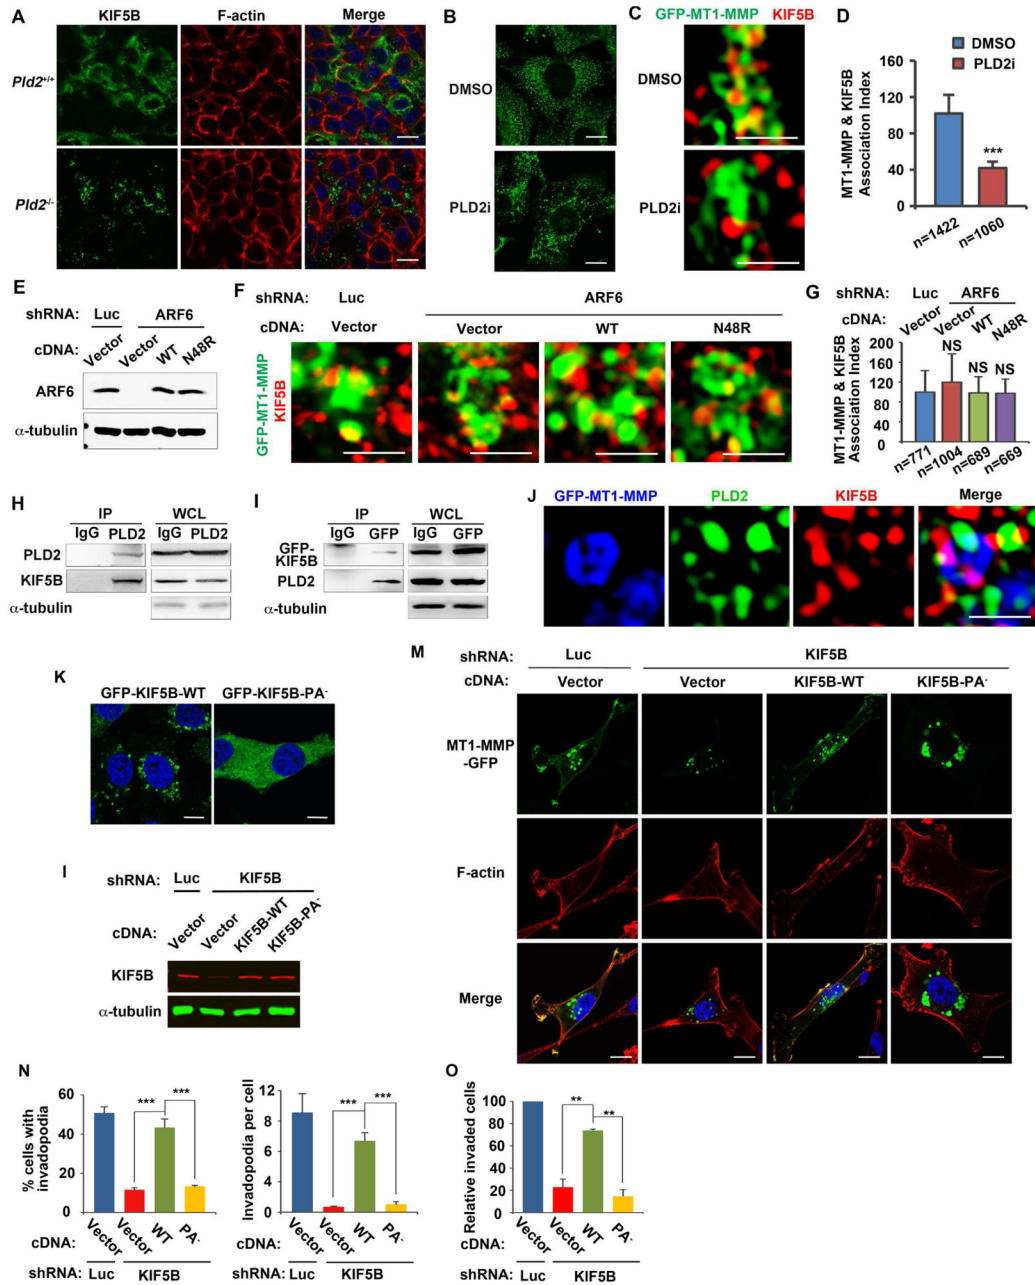 A
KIF5B F-actin Merge
Pld2+/+
Pld2-/-
B
DMSO
PLD2i
C
GFP-MT1-MMP KIF5B
DMSO
PLD2i
D
DMSO
PLD2i
MT1-MMP & KIF5B
Association Index
160
120
80
40
0
***
n=1422
n=1060
E
shRNA: Luc ARF6
cDNA: Vector Vector WT N48R
ARF6
α-tubulin
F
shRNA: Luc ARF6
cDNA: Vector Vector WT N48R
GFP-MT1-MMP
KIF5B
G
shRNA: Luc ARF6
cDNA: Vector Vector WT N48R
MT1-MMP & KIF5B
Association Index
200
160
120
80
40
0
NS
NS
NS
n=771
n=1004
n=689
n=669
H
IP WCL
IgG PLD2 IgG PLD2
PLD2
KIF5B
α-tubulin
I
IP WCL
IgG GFP IgG GFP
GFP-
KIF5B
PLD2
α-tubulin
J
GFP-MT1-MMP PLD2 KIF5B Merge
K
GFP-KIF5B-WT GFP-KIF5B-PA-
I
shRNA: Luc KIF5B
cDNA: Vector Vector KIF5B-WT KIF5B-PA-
KIF5B
α-tubulin
M
shRNA: Luc KIF5B
cDNA: Vector Vector KIF5B-WT KIF5B-PA-
MT1-MMP
-GFP
F-actin
Merge
N
% cells with
invadopodia
60
40
20
0
***
***
cDNA: Vector Vector WT PA-
shRNA: Luc KIF5B
Invadopodia per cell
12
9
6
2
0
***
***
Vector Vector WT PA-
Luc KIF5B
O
Relative invaded cells
100
80
60
40
20
0
**
**
cDNA: Vector Vector WT PA-
shRNA: Luc KIF5B